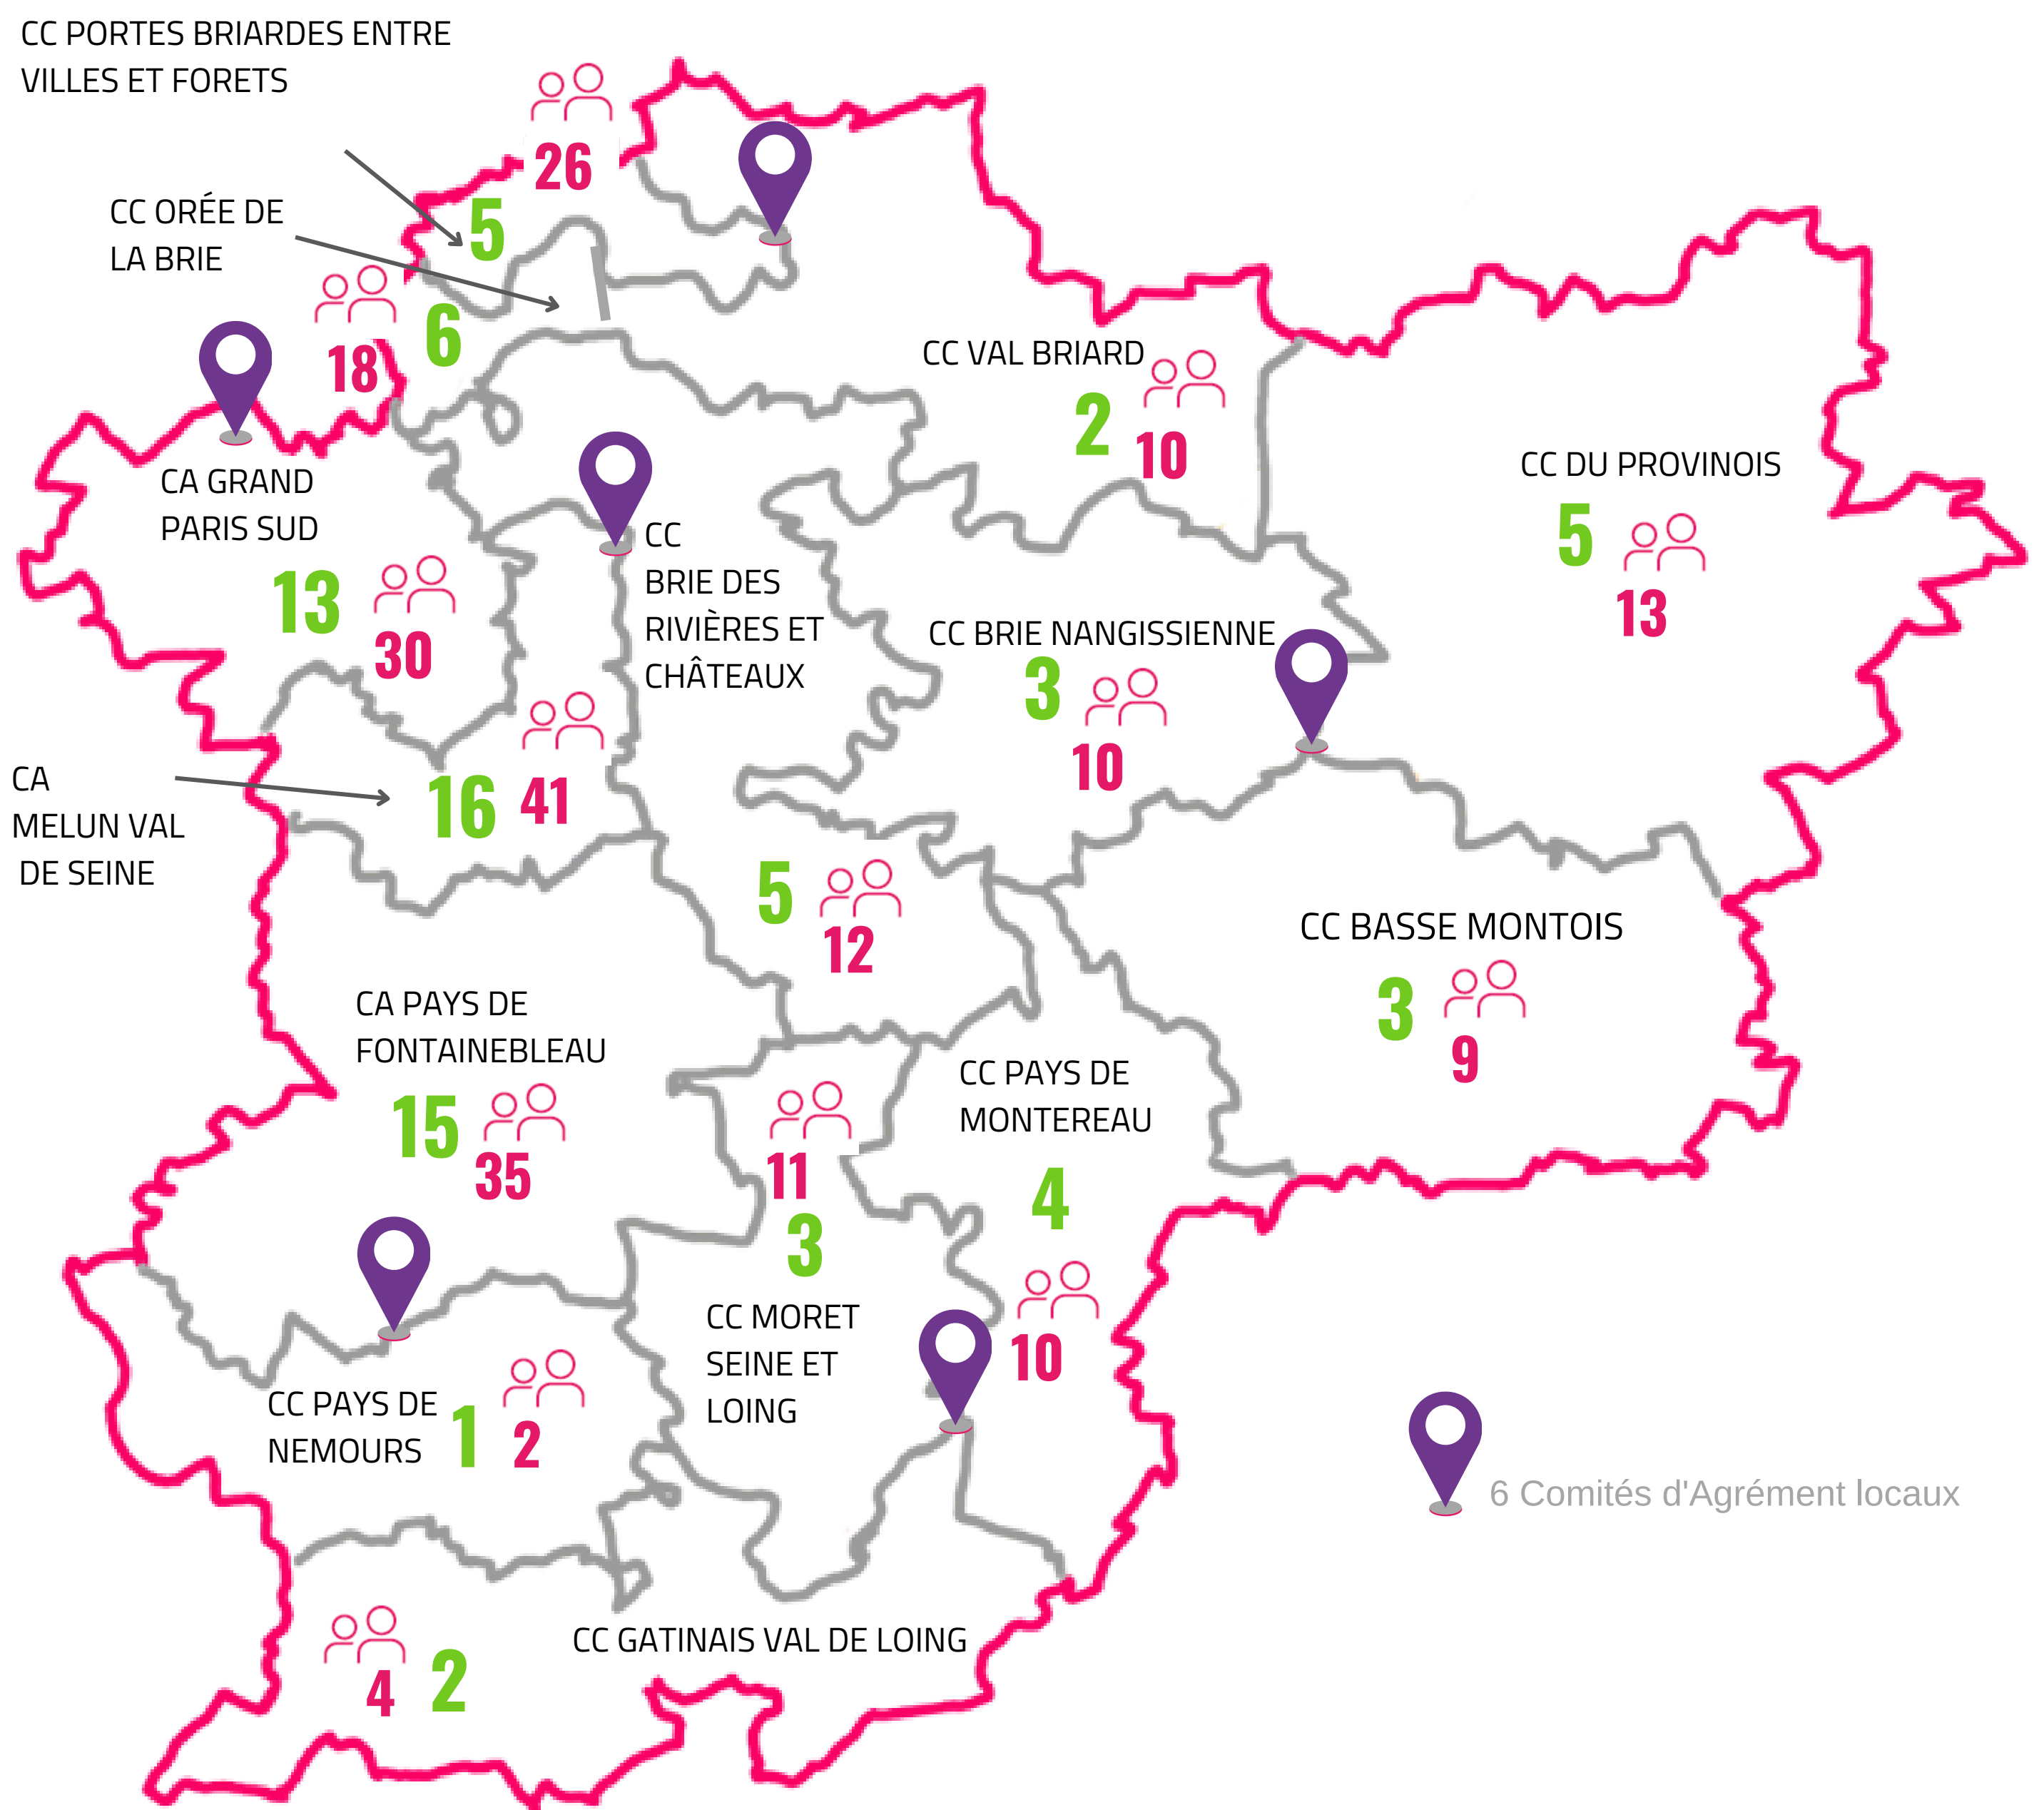 CC PORTES BRIARDES ENTRE
VILLES ET FORETS
26
5
CC ORÉE DE
LA BRIE
18
6
CC VAL BRIARD
2
10
CC DU PROVINOIS
5
13
CA GRAND
PARIS SUD
13
30
CC
BRIE DES
RIVIÈRES ET
CHÂTEAUX
CC BRIE NANGISSIENNE
3
10
CA
MELUN VAL
DE SEINE
16
41
5
12
CC BASSE MONTOIS
3
9
CA PAYS DE
FONTAINEBLEAU
15
35
CC PAYS DE
MONTEREAU
4
10
11
3
CC MORET
SEINE ET
LOING
CC PAYS DE
NEMOURS
1
2
6 Comités d'Agrément locaux
CC GATINAIS VAL DE LOING
4
2